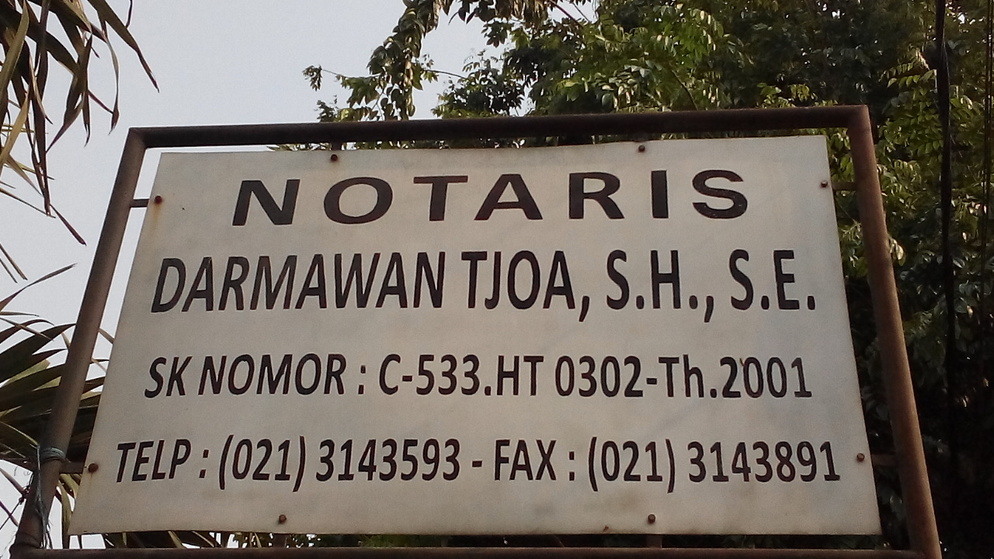 NOTARIS
DARMAWAN TJOA, S.H., S.E.
SK NOMOR : C-533.HT 0302-Th.2001
TELP : (021) 3143593 - FAX : (021) 3143891